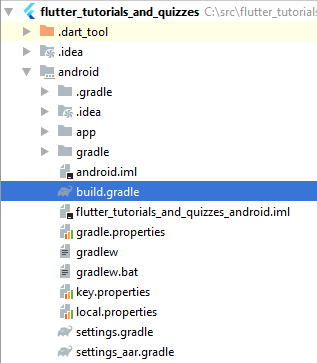 flutter_tutorials_and_quizzes C:\src\flutter_tutorials
.dart_tool
.idea
android
.gradle
.idea
app
gradle
android.iml
build.gradle
flutter_tutorials_and_quizzes_android.iml
gradle.properties
gradlew
gradlew.bat
key.properties
local.properties
settings.gradle
settings_aar.gradle